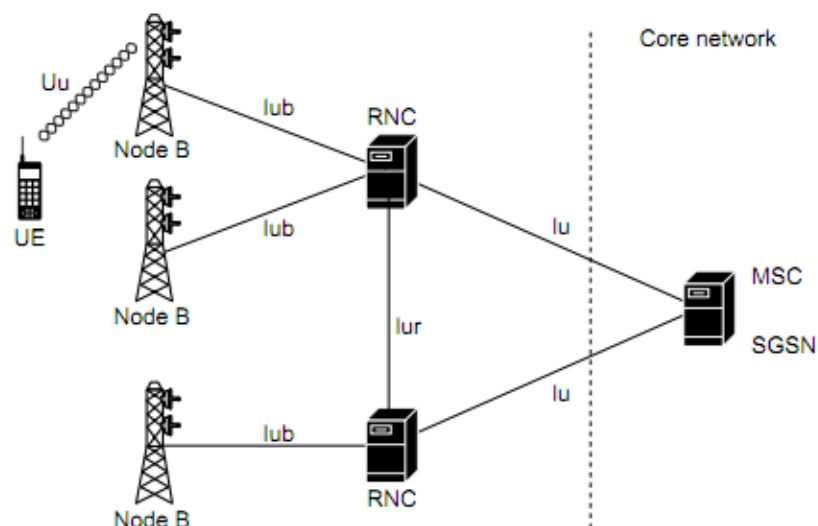 Core network
Uu
Iub
RNC
Node B
UE
Iub
Iu
MSC
Node B
Iur
SGSN
Iu
Iub
RNC
Node B